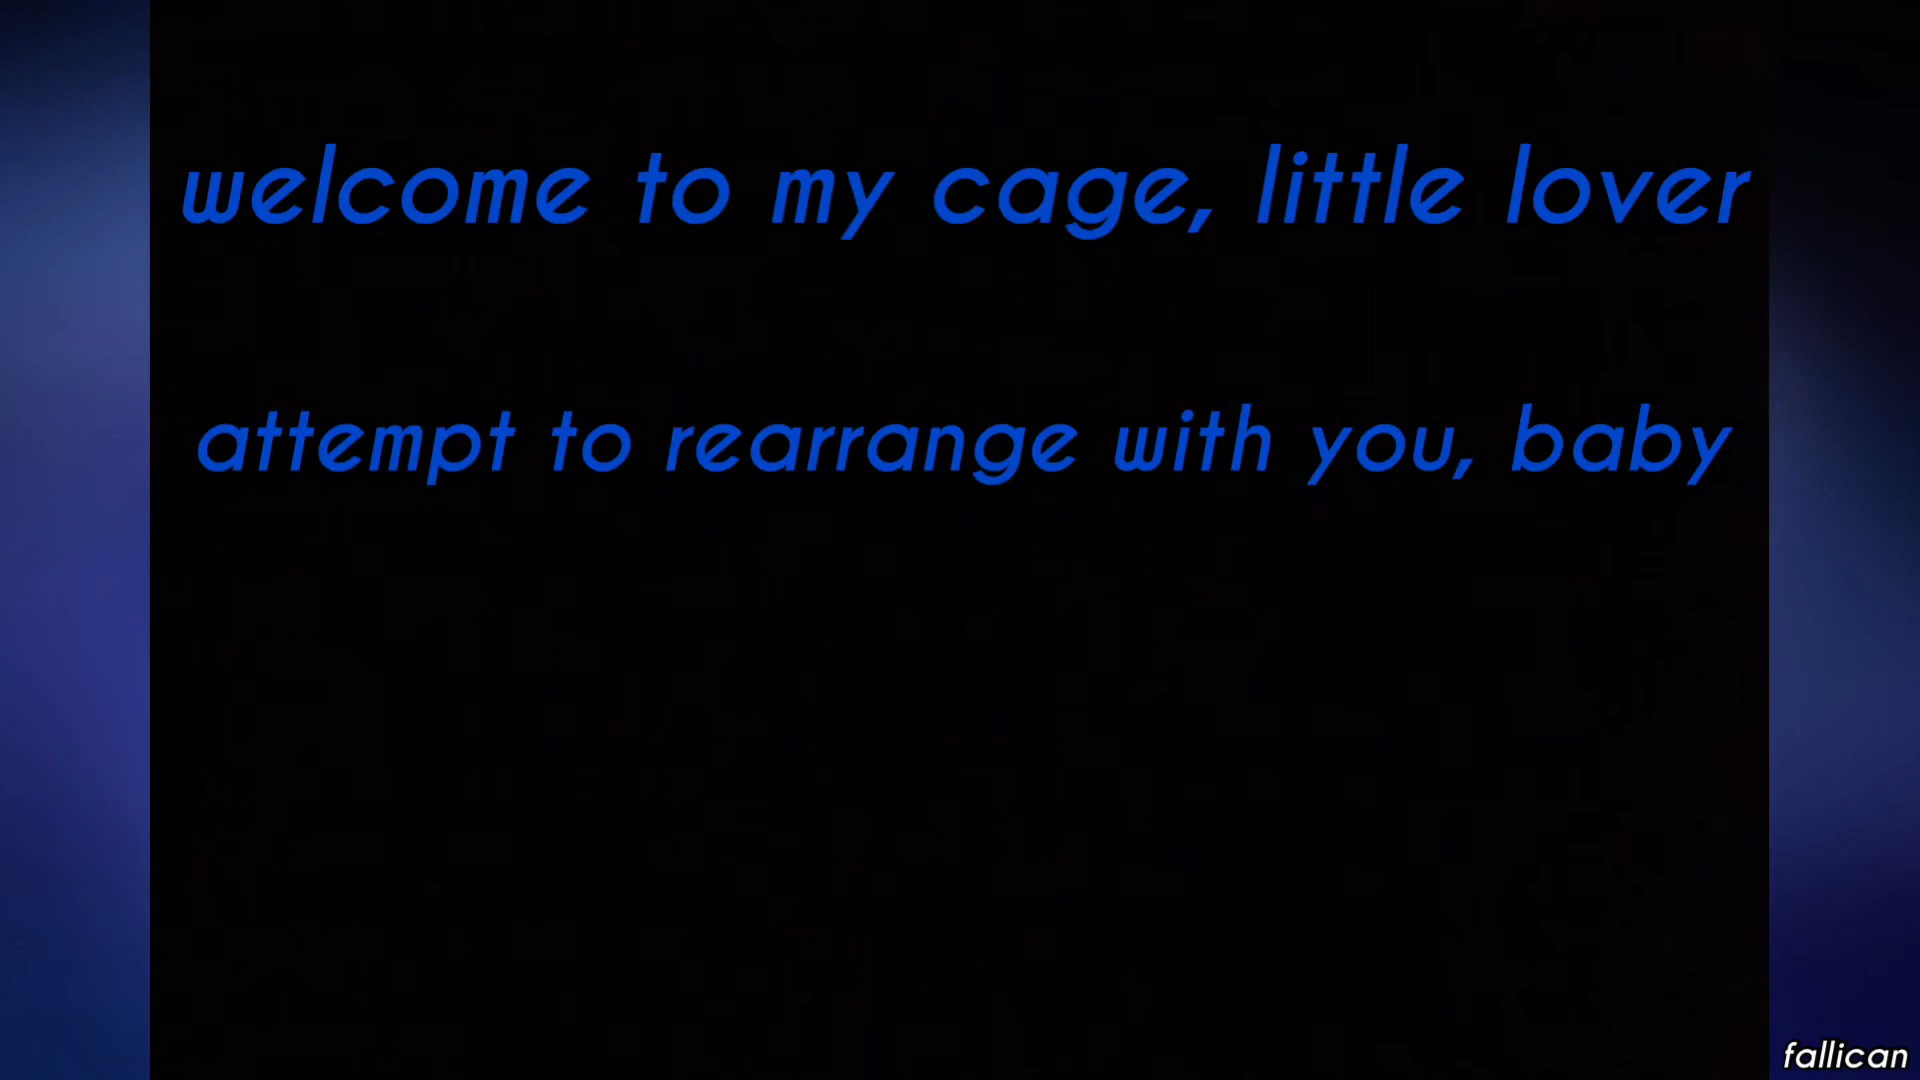 welcome to my cage, little lover
attempt to rearrange with you, baby
fallican